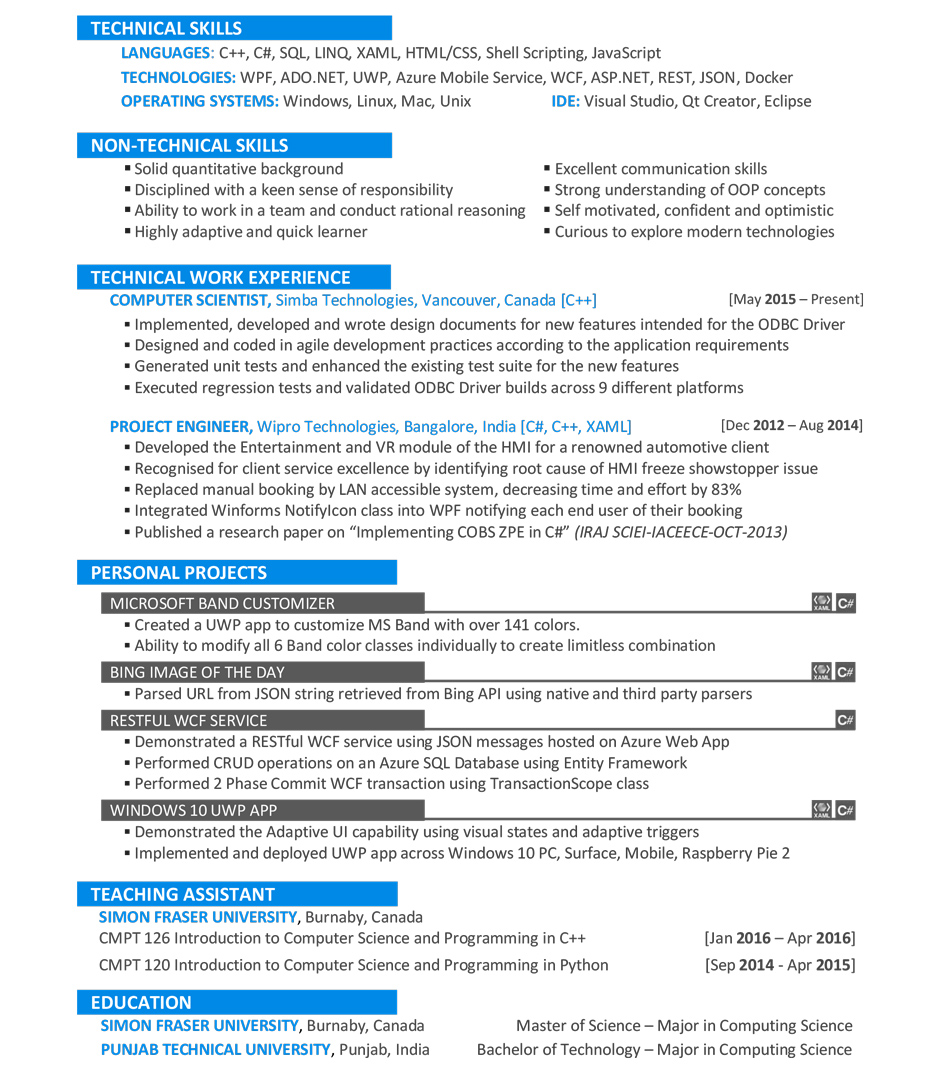 TECHNICAL SKILLS
LANGUAGES: C++, C#, SQL, LINQ, XAML, HTML/CSS, Shell Scripting, JavaScript
TECHNOLOGIES: WPF, ADO.NET, UWP, Azure Mobile Service, WCF, ASP.NET, REST, JSON, Docker
OPERATING SYSTEMS: Windows, Linux, Mac, Unix IDE: Visual Studio, Qt Creator, Eclipse
NON-TECHNICAL SKILLS
▪ Solid quantitative background
▪ Disciplined with a keen sense of responsibility
▪ Ability to work in a team and conduct rational reasoning
▪ Highly adaptive and quick learner
▪ Excellent communication skills
▪ Strong understanding of OOP concepts
▪ Self motivated, confident and optimistic
▪ Curious to explore modern technologies
TECHNICAL WORK EXPERIENCE
COMPUTER SCIENTIST, Simba Technologies, Vancouver, Canada [C++] [May 2015 – Present]
▪ Implemented, developed and wrote design documents for new features intended for the ODBC Driver
▪ Designed and coded in agile development practices according to the application requirements
▪ Generated unit tests and enhanced the existing test suite for the new features
▪ Executed regression tests and validated ODBC Driver builds across 9 different platforms
PROJECT ENGINEER, Wipro Technologies, Bangalore, India [C#, C++, XAML] [Dec 2012 – Aug 2014]
▪ Developed the Entertainment and VR module of the HMI for a renowned automotive client
▪ Recognised for client service excellence by identifying root cause of HMI freeze showstopper issue
▪ Replaced manual booking by LAN accessible system, decreasing time and effort by 83%
▪ Integrated Winforms NotifyIcon class into WPF notifying each end user of their booking
▪ Published a research paper on “Implementing COBS ZPE in C#” (IRAJ SCIEI-IACEECE-OCT-2013)
PERSONAL PROJECTS
MICROSOFT BAND CUSTOMIZER XAML C#
▪ Created a UWP app to customize MS Band with over 141 colors.
▪ Ability to modify all 6 Band color classes individually to create limitless combination
BING IMAGE OF THE DAY XAML C#
▪ Parsed URL from JSON string retrieved from Bing API using native and third party parsers
RESTFUL WCF SERVICE C#
▪ Demonstrated a RESTful WCF service using JSON messages hosted on Azure Web App
▪ Performed CRUD operations on an Azure SQL Database using Entity Framework
▪ Performed 2 Phase Commit WCF transaction using TransactionScope class
WINDOWS 10 UWP APP XAML C#
▪ Demonstrated the Adaptive UI capability using visual states and adaptive triggers
▪ Implemented and deployed UWP app across Windows 10 PC, Surface, Mobile, Raspberry Pie 2
TEACHING ASSISTANT
SIMON FRASER UNIVERSITY, Burnaby, Canada
CMPT 126 Introduction to Computer Science and Programming in C++ [Jan 2016 – Apr 2016]
CMPT 120 Introduction to Computer Science and Programming in Python [Sep 2014 - Apr 2015]
EDUCATION
SIMON FRASER UNIVERSITY, Burnaby, Canada Master of Science – Major in Computing Science
PUNJAB TECHNICAL UNIVERSITY, Punjab, India Bachelor of Technology – Major in Computing Science